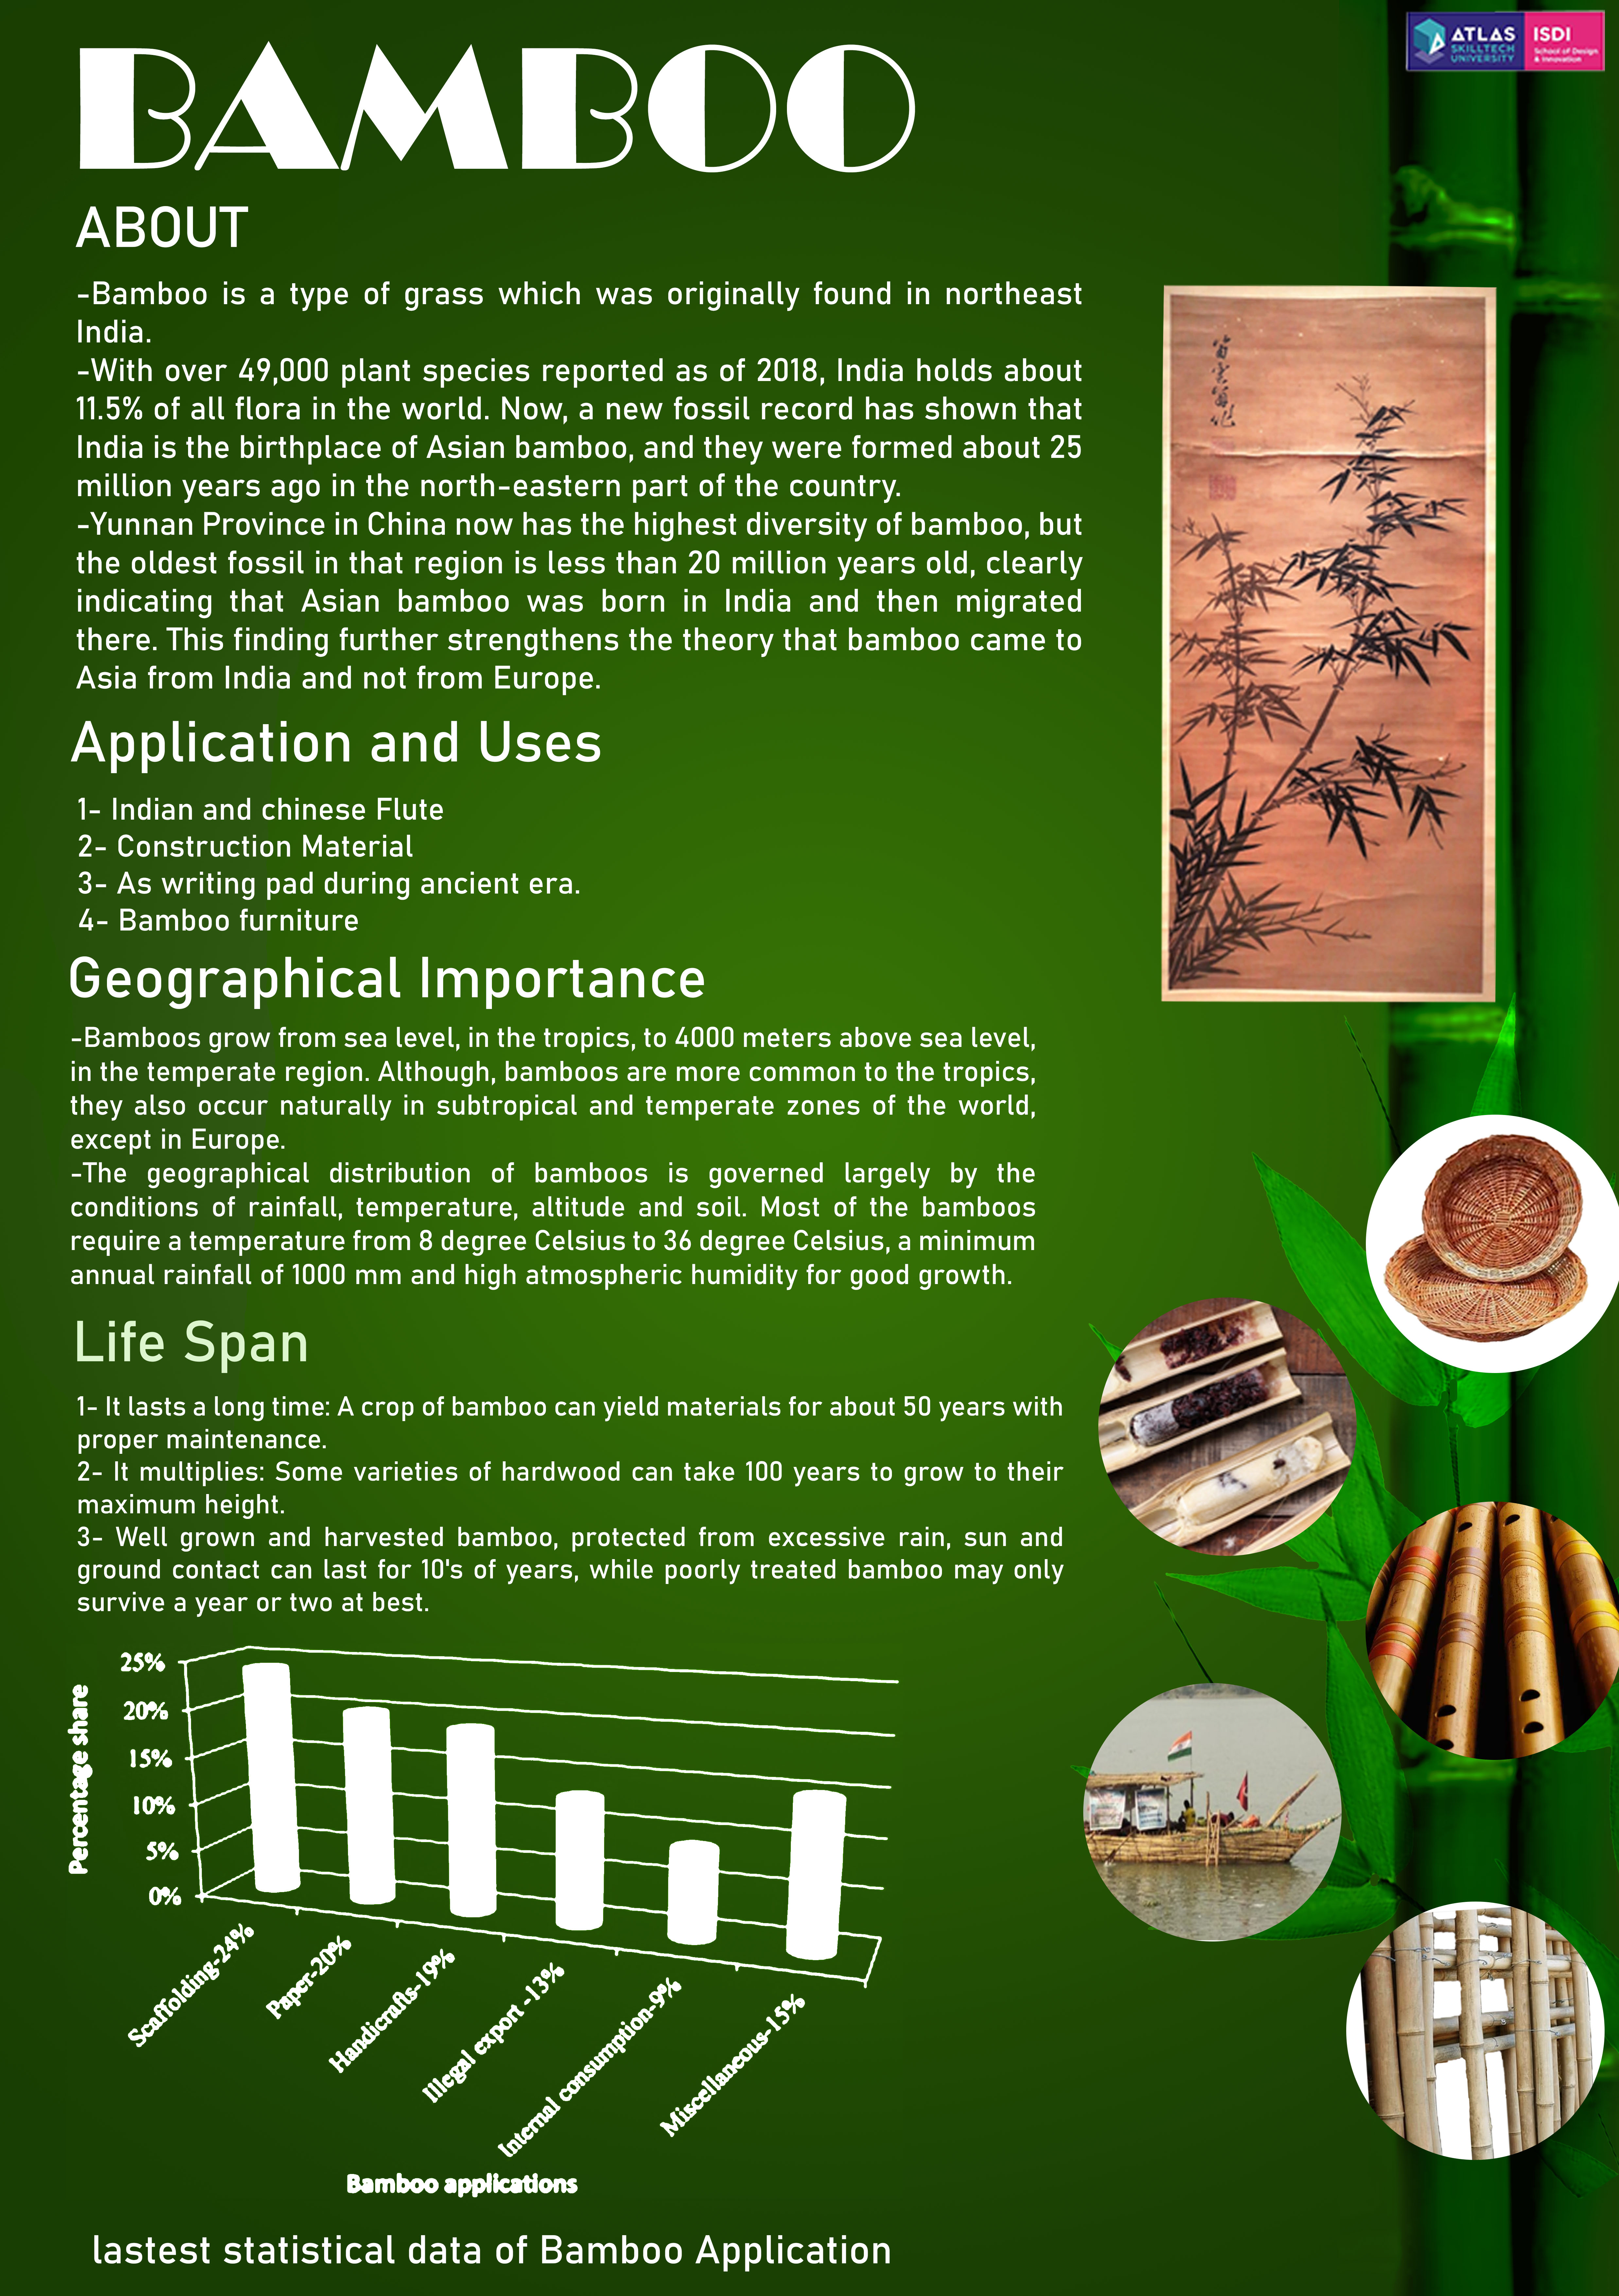 BAMBOO
ATLAS
SKILLTECH
UNIVERSITY
ISDI
School of Design
& Innovation
ABOUT
-Bamboo is a type of grass which was originally found in northeast
India.
-With over 49,000 plant species reported as of 2018, India holds about
11.5% of all flora in the world. Now, a new fossil record has shown that
India is the birthplace of Asian bamboo, and they were formed about 25
million years ago in the north-eastern part of the country.
-Yunnan Province in China now has the highest diversity of bamboo, but
the oldest fossil in that region is less than 20 million years old, clearly
indicating that Asian bamboo was born in India and then migrated
there. This finding further strengthens the theory that bamboo came to
Asia from India and not from Europe.
Application and Uses
1- Indian and chinese Flute
2- Construction Material
3- As writing pad during ancient era.
4- Bamboo furniture
Geographical Importance
-Bamboos grow from sea level, in the tropics, to 4000 meters above sea level,
in the temperate region. Although, bamboos are more common to the tropics,
they also occur naturally in subtropical and temperate zones of the world,
except in Europe.
-The geographical distribution of bamboos is governed largely by the
conditions of rainfall, temperature, altitude and soil. Most of the bamboos
require a temperature from 8 degree Celsius to 36 degree Celsius, a minimum
annual rainfall of 1000 mm and high atmospheric humidity for good growth.
Life Span
1- It lasts a long time: A crop of bamboo can yield materials for about 50 years with
proper maintenance.
2- It multiplies: Some varieties of hardwood can take 100 years to grow to their
maximum height.
3- Well grown and harvested bamboo, protected from excessive rain, sun and
ground contact can last for 10's of years, while poorly treated bamboo may only
survive a year or two at best.
Percentage share
25%
20%
15%
10%
5%
0%
Scaffolding-24%
Paper-20%
Handicrafts-19%
Illegal export -13%
Internal consumption-9%
Miscellaneous-15%
Bamboo applications
lastest statistical data of Bamboo Application